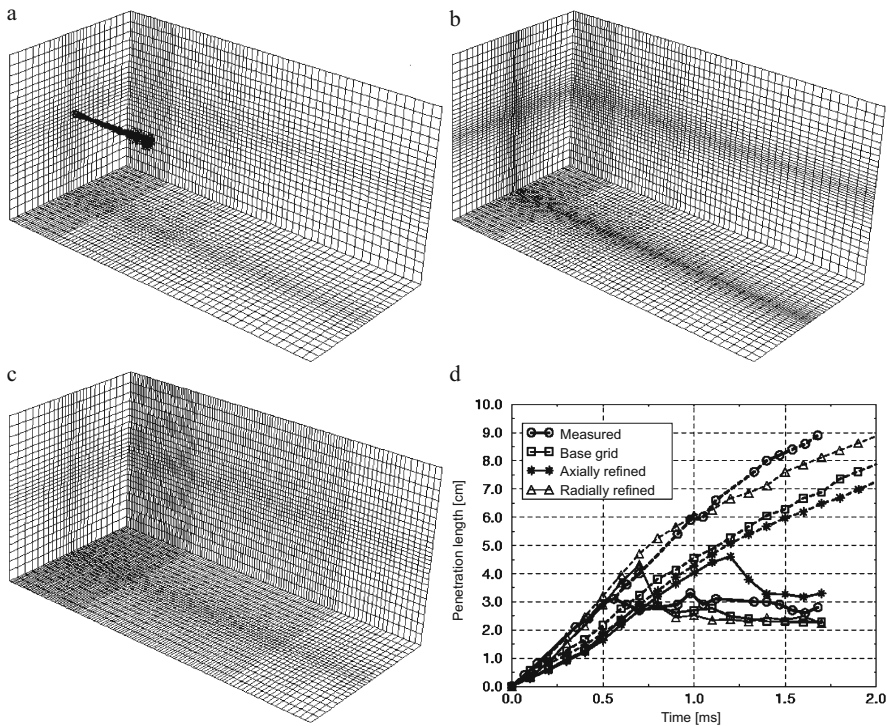 a
b
c
d
10.0
9.0
8.0
7.0
6.0
5.0
4.0
3.0
2.0
1.0
0.0
Penetration length [cm]
Measured
Base grid
Axially refined
Radially refined
0.0 0.5 1.0 1.5 2.0
Time [ms]